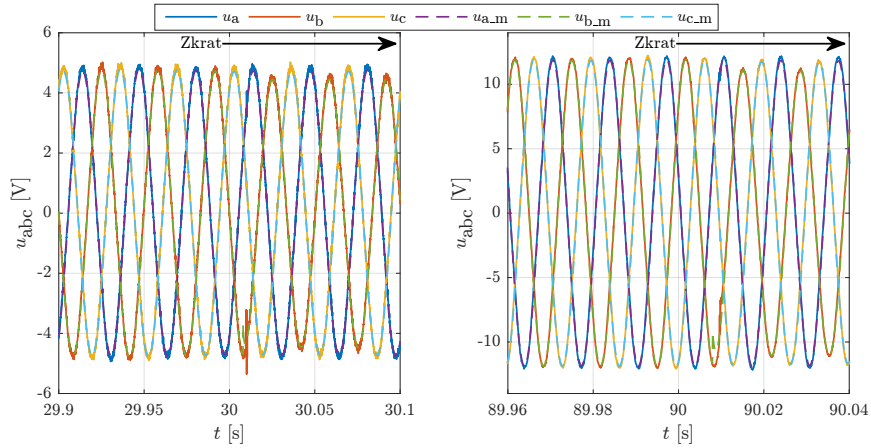 u_a u_b u_c u_a_m u_b_m u_c_m
Zkrat
6
4
2
0
-2
-4
-6
u_abc [V]
29.9 29.95 30 30.05 30.1
t [s]
Zkrat
10
5
0
-5
-10
u_abc [V]
89.96 89.98 90 90.02 90.04
t [s]